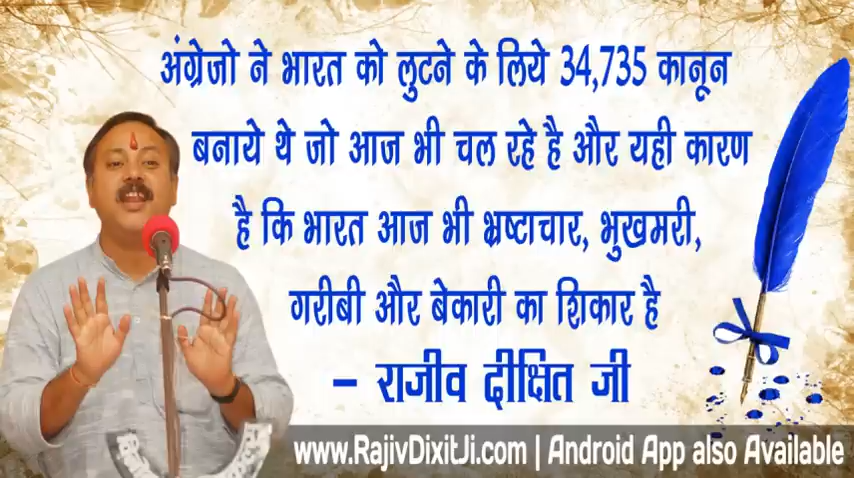 अंग्रेजो ने भारत को लुटने के लिये 34,735 कानून
बनाये थे जो आज भी चल रहे है और यही कारण
है कि भारत आज भी भ्रष्टाचार, भुखमरी,
गरीबी और बेकारी का शिकार है
– राजीव दीक्षित जी
www.RajivDixitJi.com | Android App also Available